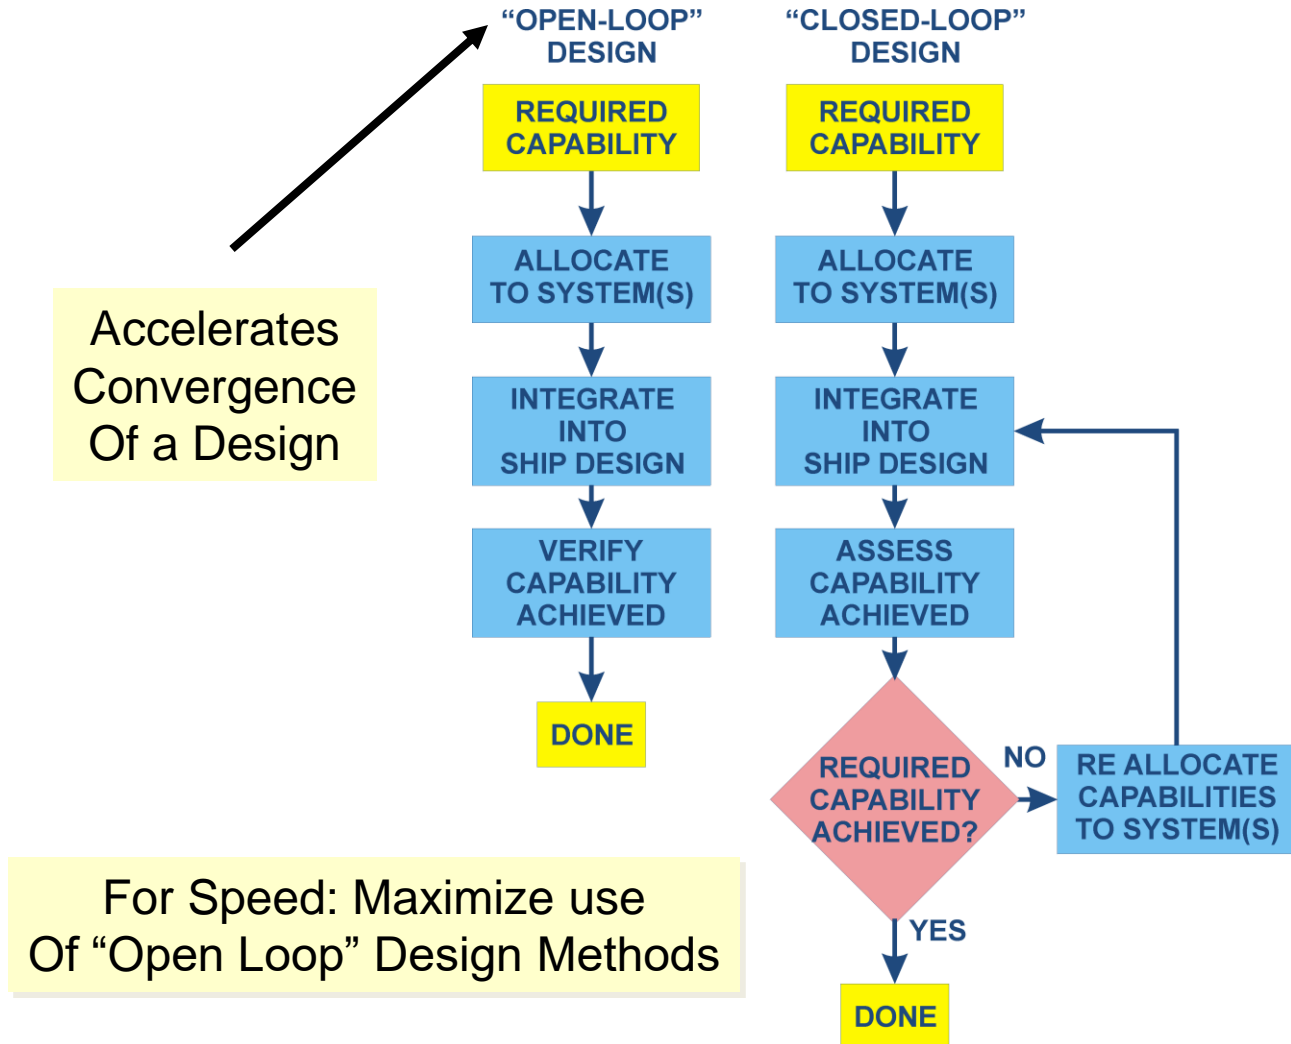 “OPEN-LOOP”
DESIGN
REQUIRED
CAPABILITY
ALLOCATE
TO SYSTEM(S)
INTEGRATE
INTO
SHIP DESIGN
VERIFY
CAPABILITY
ACHIEVED
DONE
“CLOSED-LOOP”
DESIGN
REQUIRED
CAPABILITY
ALLOCATE
TO SYSTEM(S)
INTEGRATE
INTO
SHIP DESIGN
ASSESS
CAPABILITY
ACHIEVED
REQUIRED
CAPABILITY
ACHIEVED?
NO
RE ALLOCATE
CAPABILITIES
TO SYSTEM(S)
YES
DONE
Accelerates
Convergence
Of a Design
For Speed: Maximize use
Of “Open Loop” Design Methods